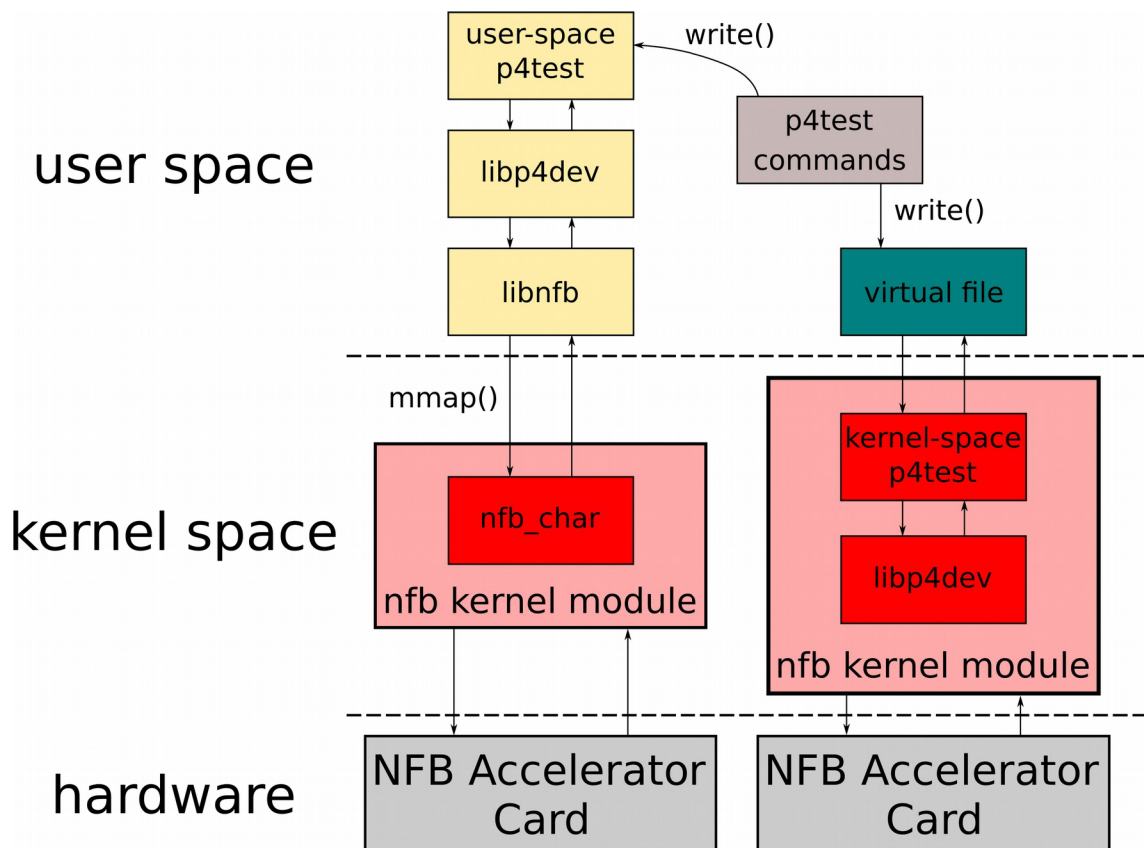 user-space
p4test
write()
p4test
commands
user space
libp4dev
write()
libnfb
virtual file
mmap()
kernel-space
p4test
kernel space
nfb_char
libp4dev
nfb kernel module
nfb kernel module
hardware
NFB Accelerator
Card
NFB Accelerator
Card